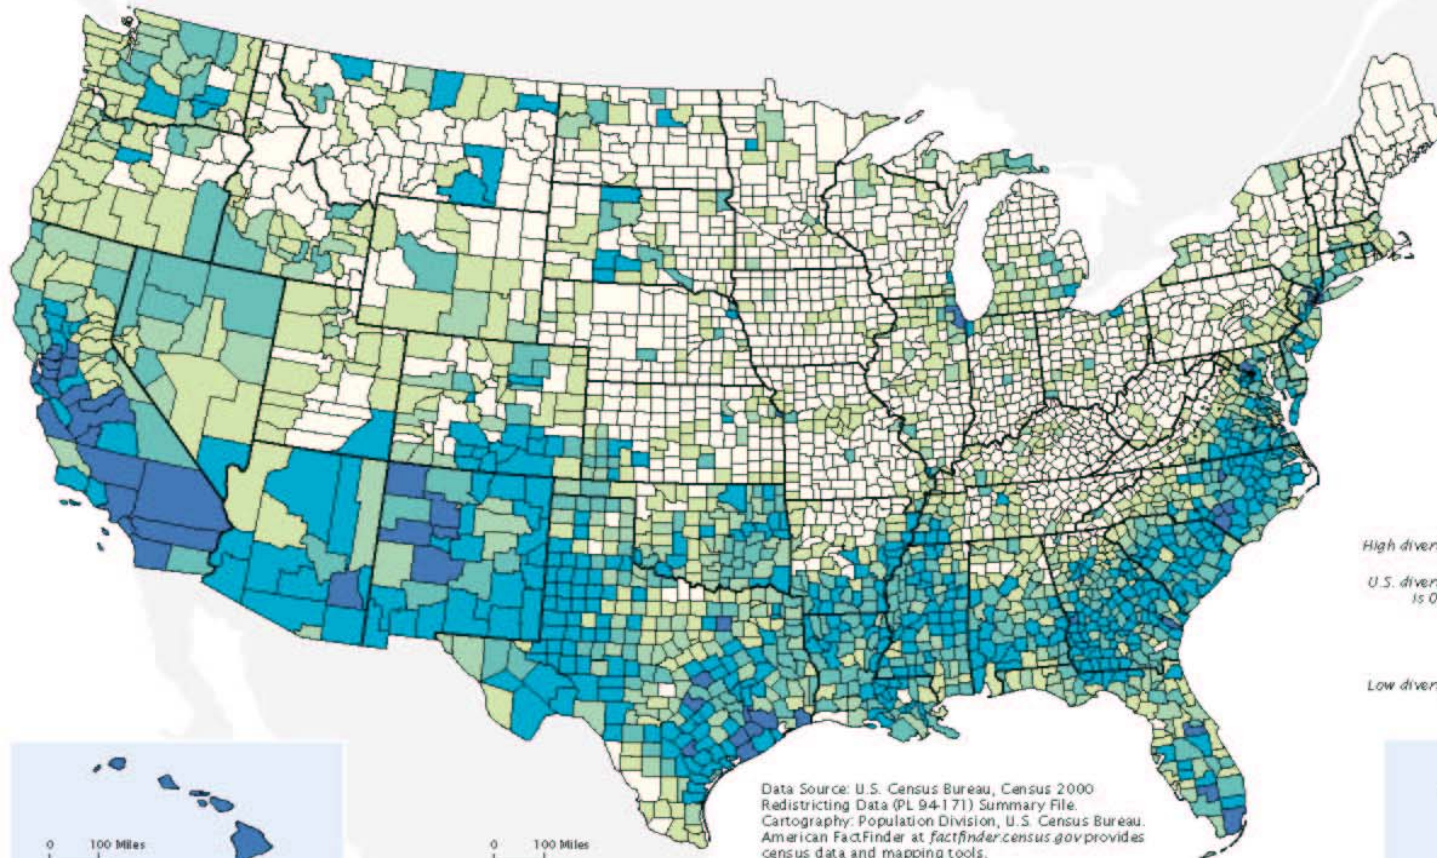 High diver
U.S. diver
is 0
Low diver
Data Source: U.S. Census Bureau, Census 2000
Redistricting Data (PL 94-171) Summary File.
Cartography: Population Division, U.S. Census Bureau.
American FactFinder at factfinder.census.gov provides
census data and mapping tools.
0 100 Miles
0 100 Miles